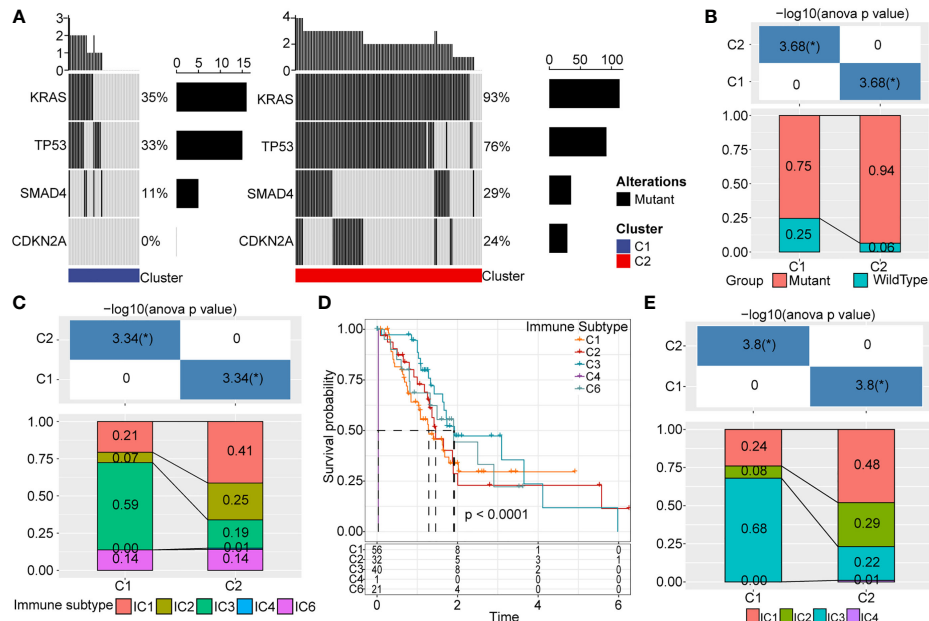 A
3
2
1
0
0 5 10 15
KRAS 35%
TP53 33%
SMAD4 11%
CDKN2A 0%
Cluster
4
3
2
1
0
0 50 100
KRAS 93%
TP53 76%
SMAD4 29%
CDKN2A 24%
Cluster
Alterations
Mutant
Cluster
C1
C2
B
−log10(anova p value)
C2 3.68(*) 0
C1 0 3.68(*)
1.00
0.75
0.50
0.25
0.00
0.75 0.94
0.25 0.06
C1 C2
Group Mutant WildType
C
−log10(anova p value)
C2 3.34(*) 0
C1 0 3.34(*)
1.00
0.75
0.50
0.25
0.00
0.21 0.41
0.07 0.25
0.59 0.19
0.00 0.01
0.14 0.14
C1 C2
Immune subtype IC1 IC2 IC3 IC4 IC6
D
Immune Subtype
C1
C2
C3
C4
C6
Survival probability
1.00
0.75
0.50
0.25
0.00
p < 0.0001
C1 56 8 1 0
C2 32 5 3 1
C3 40 8 2 0
C4 1 0 0 0
C6 21 4 0 0
0 2 4 6
Time
E
−log10(anova p value)
C2 3.8(*) 0
C1 0 3.8(*)
1.00
0.75
0.50
0.25
0.00
0.24 0.48
0.08 0.29
0.68 0.22
0.00 0.01
C1 C2
IC1 IC2 IC3 IC4